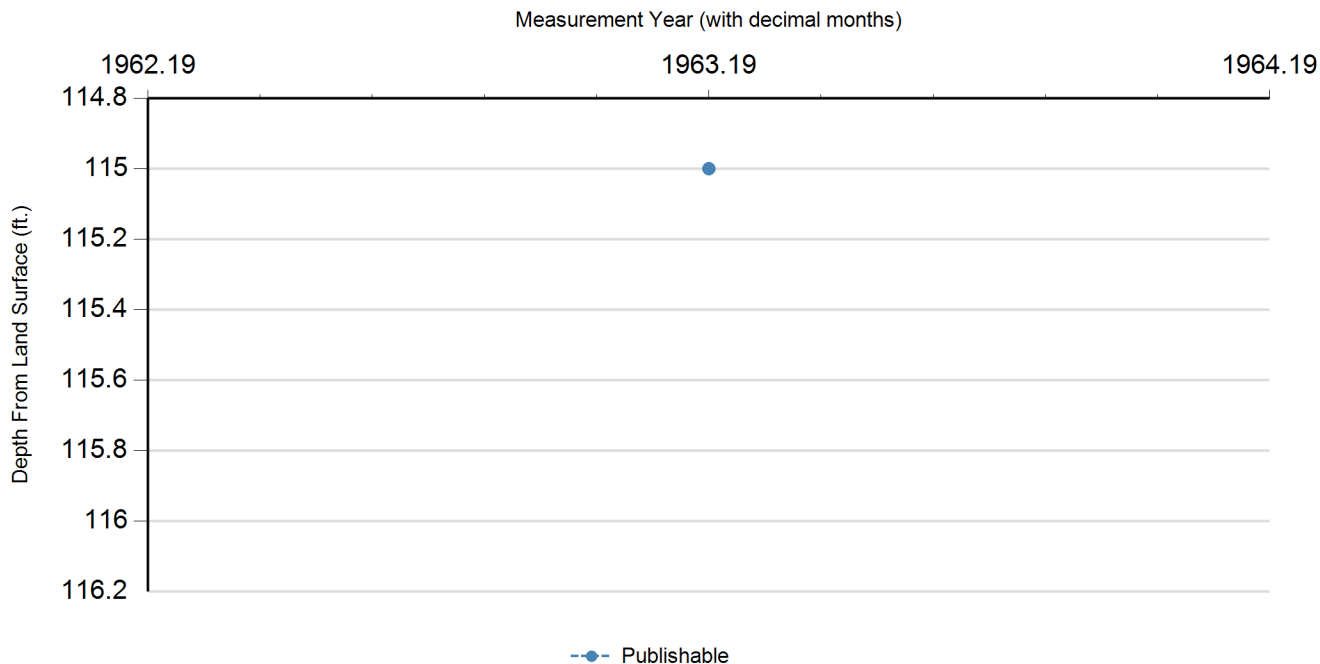 Measurement Year (with decimal months)
1962.19 1963.19 1964.19
114.8
115
115.2
115.4
115.6
115.8
116
116.2
Depth From Land Surface (ft.)
Publishable